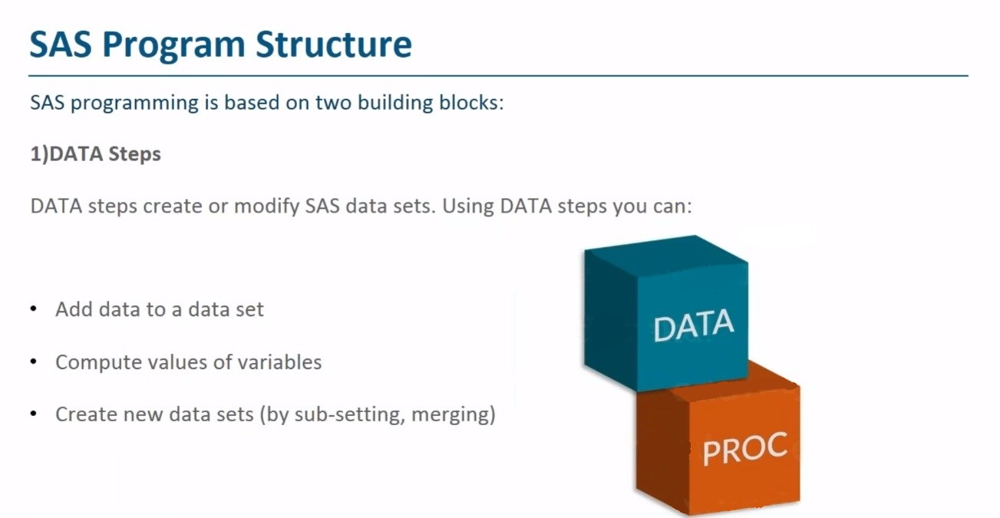 SAS Program Structure
SAS programming is based on two building blocks:
1)DATA Steps
DATA steps create or modify SAS data sets. Using DATA steps you can:
• Add data to a data set
• Compute values of variables
• Create new data sets (by sub-setting, merging)
DATA
PROC